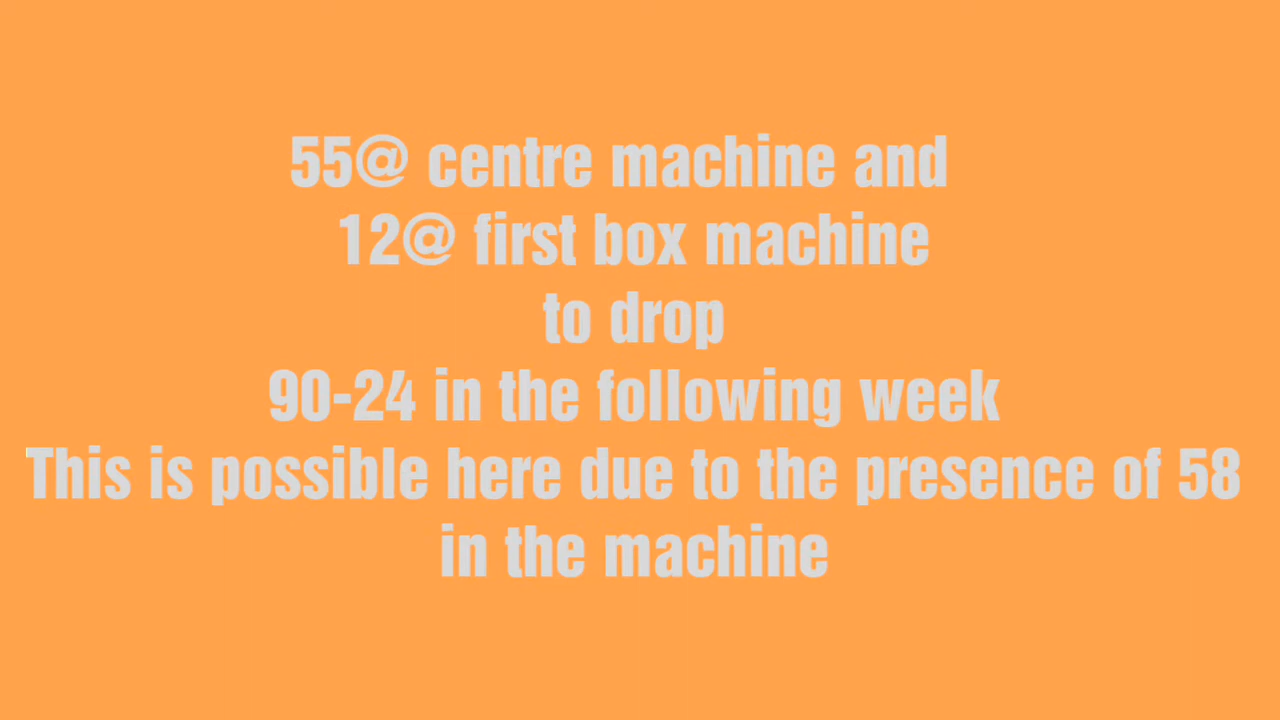 55@ centre machine and
12@ first box machine
to drop
90-24 in the following week
This is possible here due to the presence of 58
in the machine